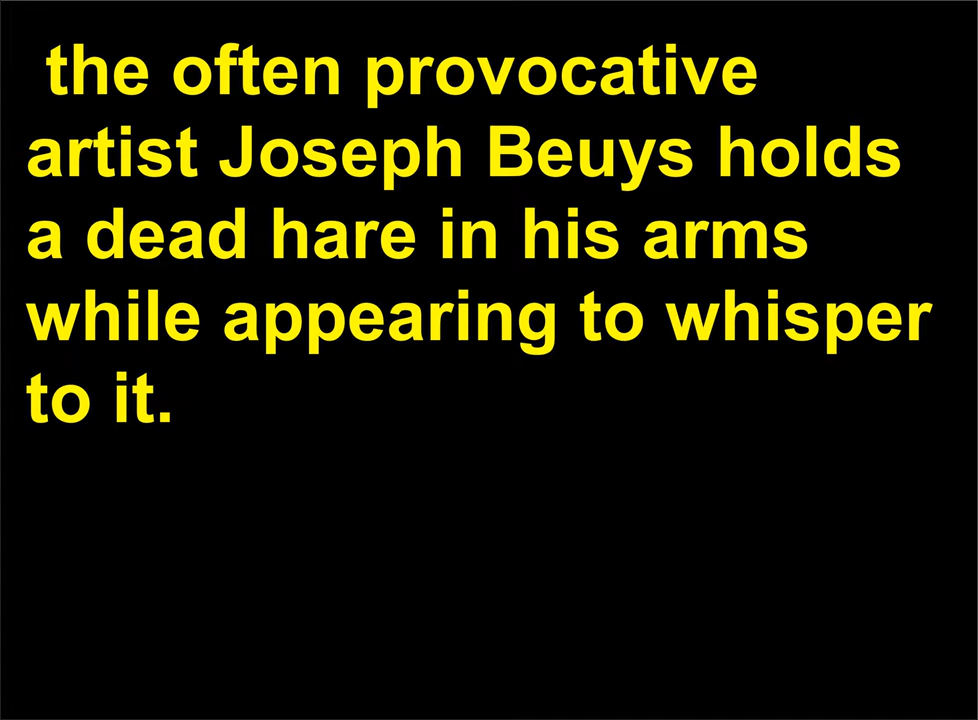 the often provocative
artist Joseph Beuys holds
a dead hare in his arms
while appearing to whisper
to it.